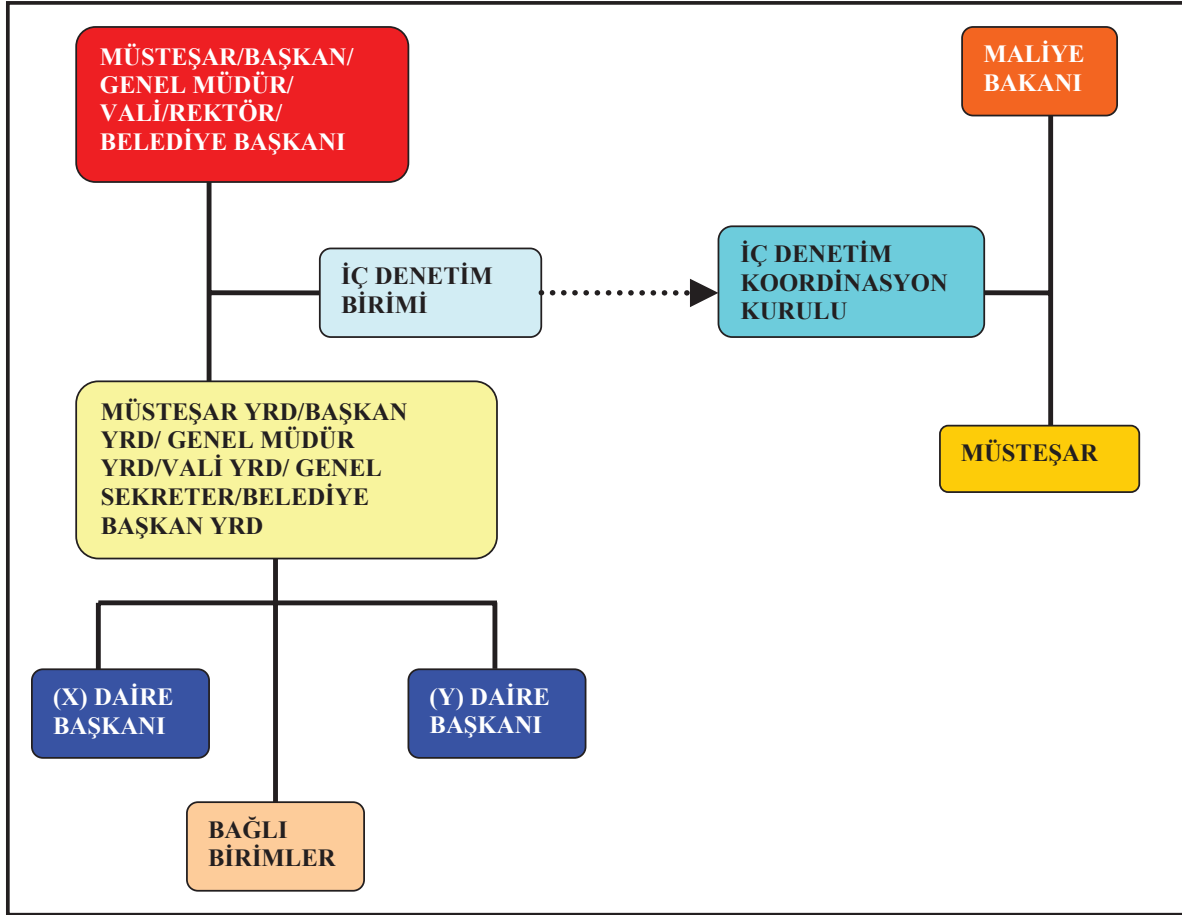 MÜSTEŞAR/BAŞKAN/
GENEL MÜDÜR/
VALİ/REKTÖR/
BELEDİYE BAŞKANI
MALİYE
BAKANI
İÇ DENETİM
BİRİMİ
İÇ DENETİM
KOORDİNASYON
KURULU
MÜSTEŞAR YRD/BAŞKAN
YRD/ GENEL MÜDÜR
YRD/VALİ YRD/ GENEL
SEKRETER/BELEDİYE
BAŞKAN YRD
MÜSTEŞAR
(X) DAİRE
BAŞKANI
(Y) DAİRE
BAŞKANI
BAĞLI
BİRİMLER